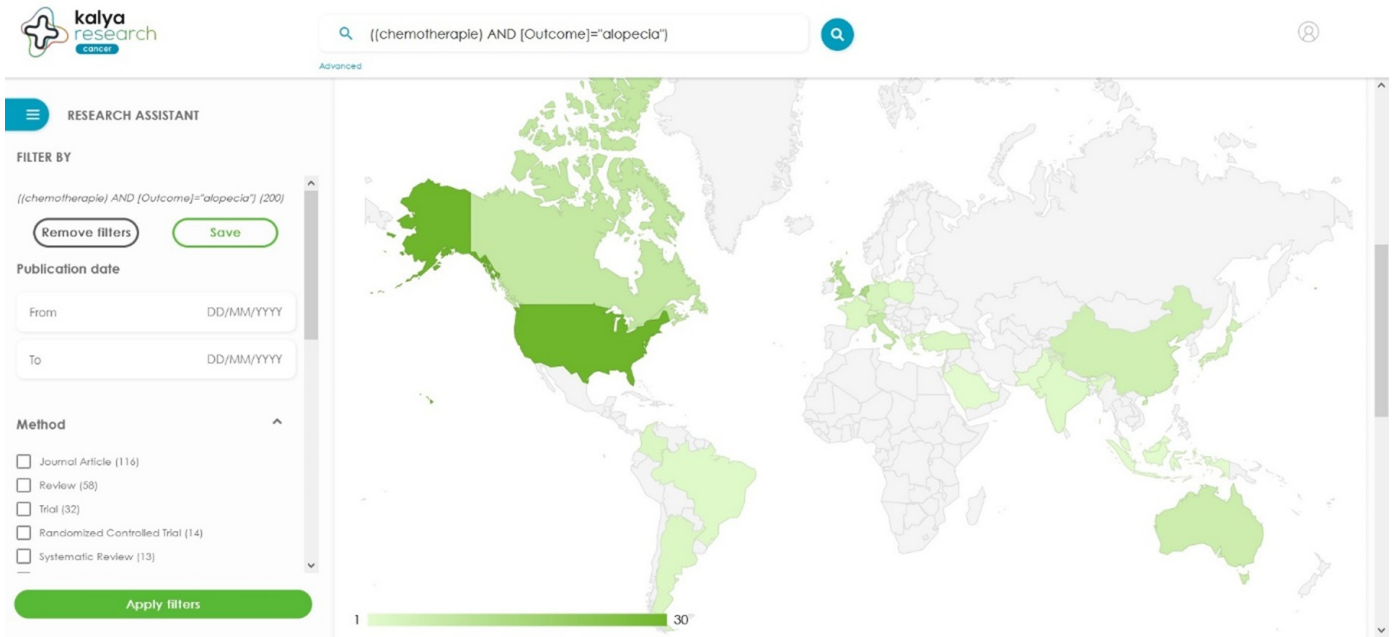 kalya
research
cancer
((chemotherapie) AND [Outcome]="alopecia")
Advanced
RESEARCH ASSISTANT
FILTER BY
((chemotherapie) AND [Outcome]="alopecia") (200)
Remove filters
Save
Publication date
From DD/MM/YYYY
To DD/MM/YYYY
Method
Journal Article (116)
Review (58)
Trial (32)
Randomized Controlled Trial (14)
Systematic Review (13)
Apply filters
1 30